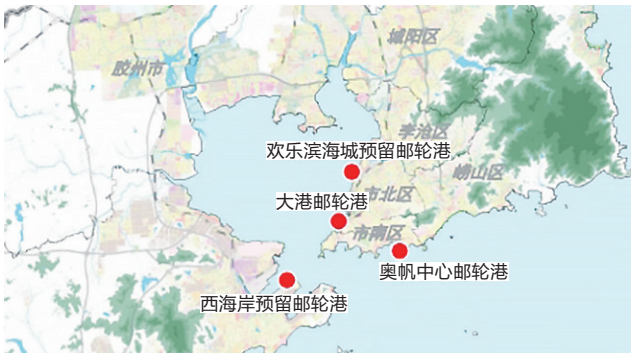 城阳区
胶州市
李沧区
欢乐滨海城预留邮轮港
崂山区
大港邮轮港
市北区
市南区
奥帆中心邮轮港
西海岸预留邮轮港